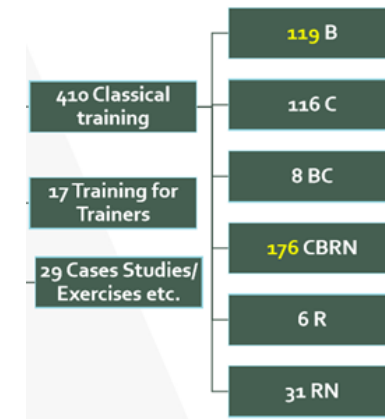 410 Classical
training
17 Training for
Trainers
29 Cases Studies/
Exercises etc.
119 B
116 C
8 BC
176 CBRN
6 R
31 RN